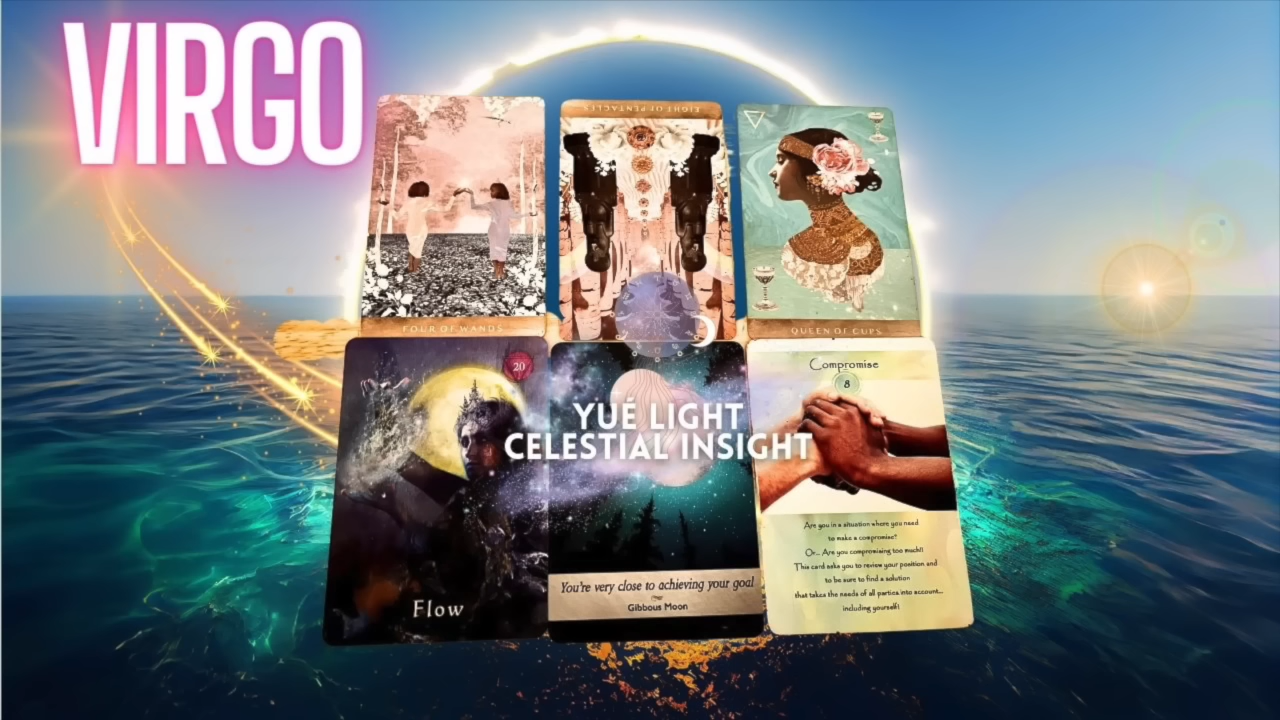 VIRGO
EIGHT OF PENTACLES
FOUR OF WANDS
QUEEN OF CUPS
20
Flow
YUÉ LIGHT
CELESTIAL INSIGHT
You're very close to achieving your goal
Gibbous Moon
Compromise
8
Are you in a situation where you need
to make a compromise?
Or... Are you compromising too much?!
This card asks you to review your position and
to be sure to find a solution
that takes the needs of all parties into account...
including yourself!